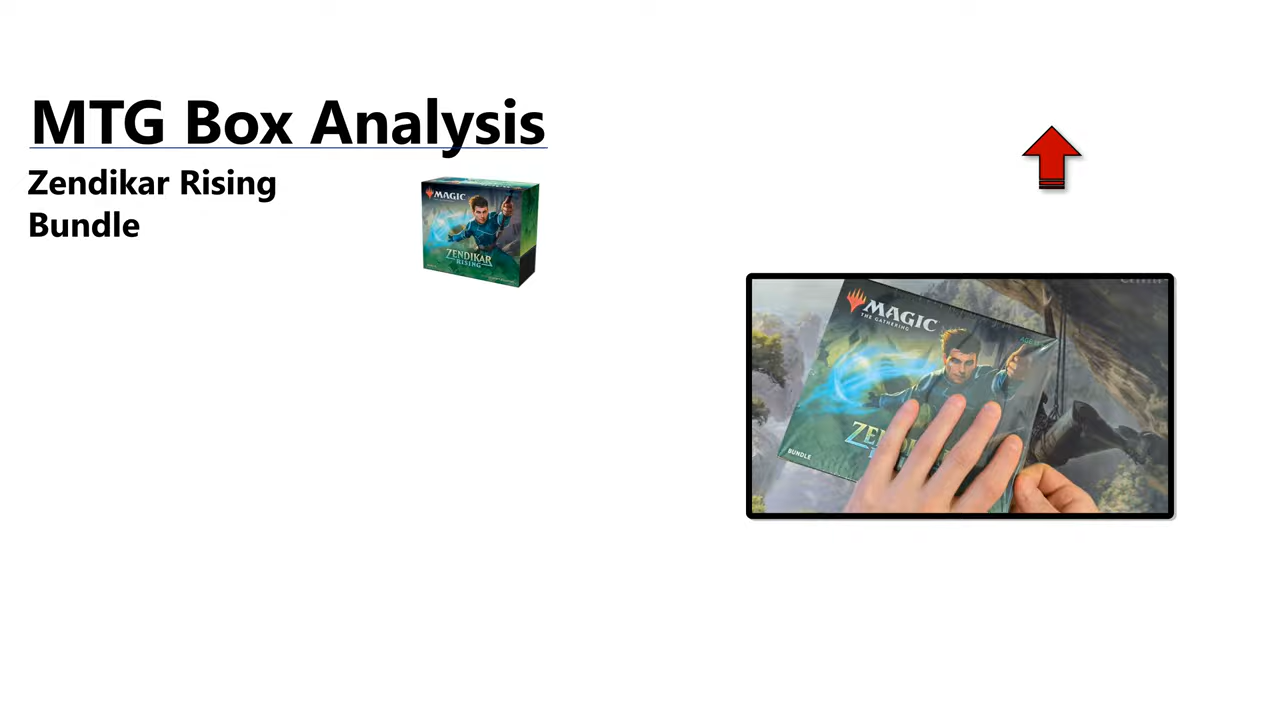 MTG Box Analysis
Zendikar Rising
Bundle
MAGIC
ZENDIKAR
RISING
MAGIC
THE GATHERING
BUNDLE